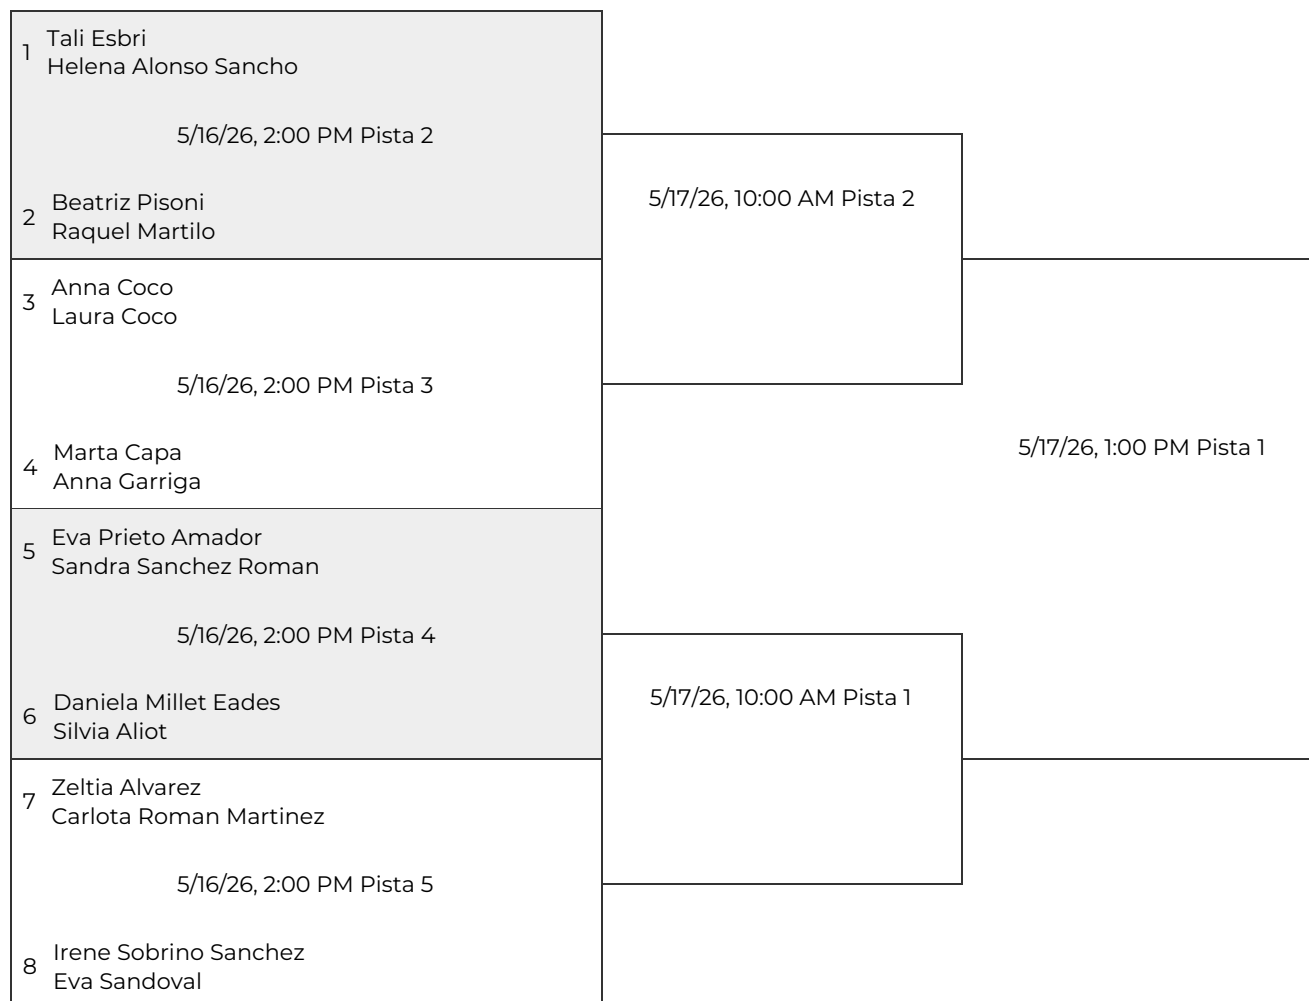 1
Tali Esbri
Helena Alonso Sancho
5/16/26, 2:00 PM Pista 2
2
Beatriz Pisoni
Raquel Martilo
3
Anna Coco
Laura Coco
5/16/26, 2:00 PM Pista 3
4
Marta Capa
Anna Garriga
5
Eva Prieto Amador
Sandra Sanchez Roman
5/16/26, 2:00 PM Pista 4
6
Daniela Millet Eades
Silvia Aliot
7
Zeltia Alvarez
Carlota Roman Martinez
5/16/26, 2:00 PM Pista 5
8
Irene Sobrino Sanchez
Eva Sandoval
5/17/26, 10:00 AM Pista 2
5/17/26, 10:00 AM Pista 1
5/17/26, 1:00 PM Pista 1